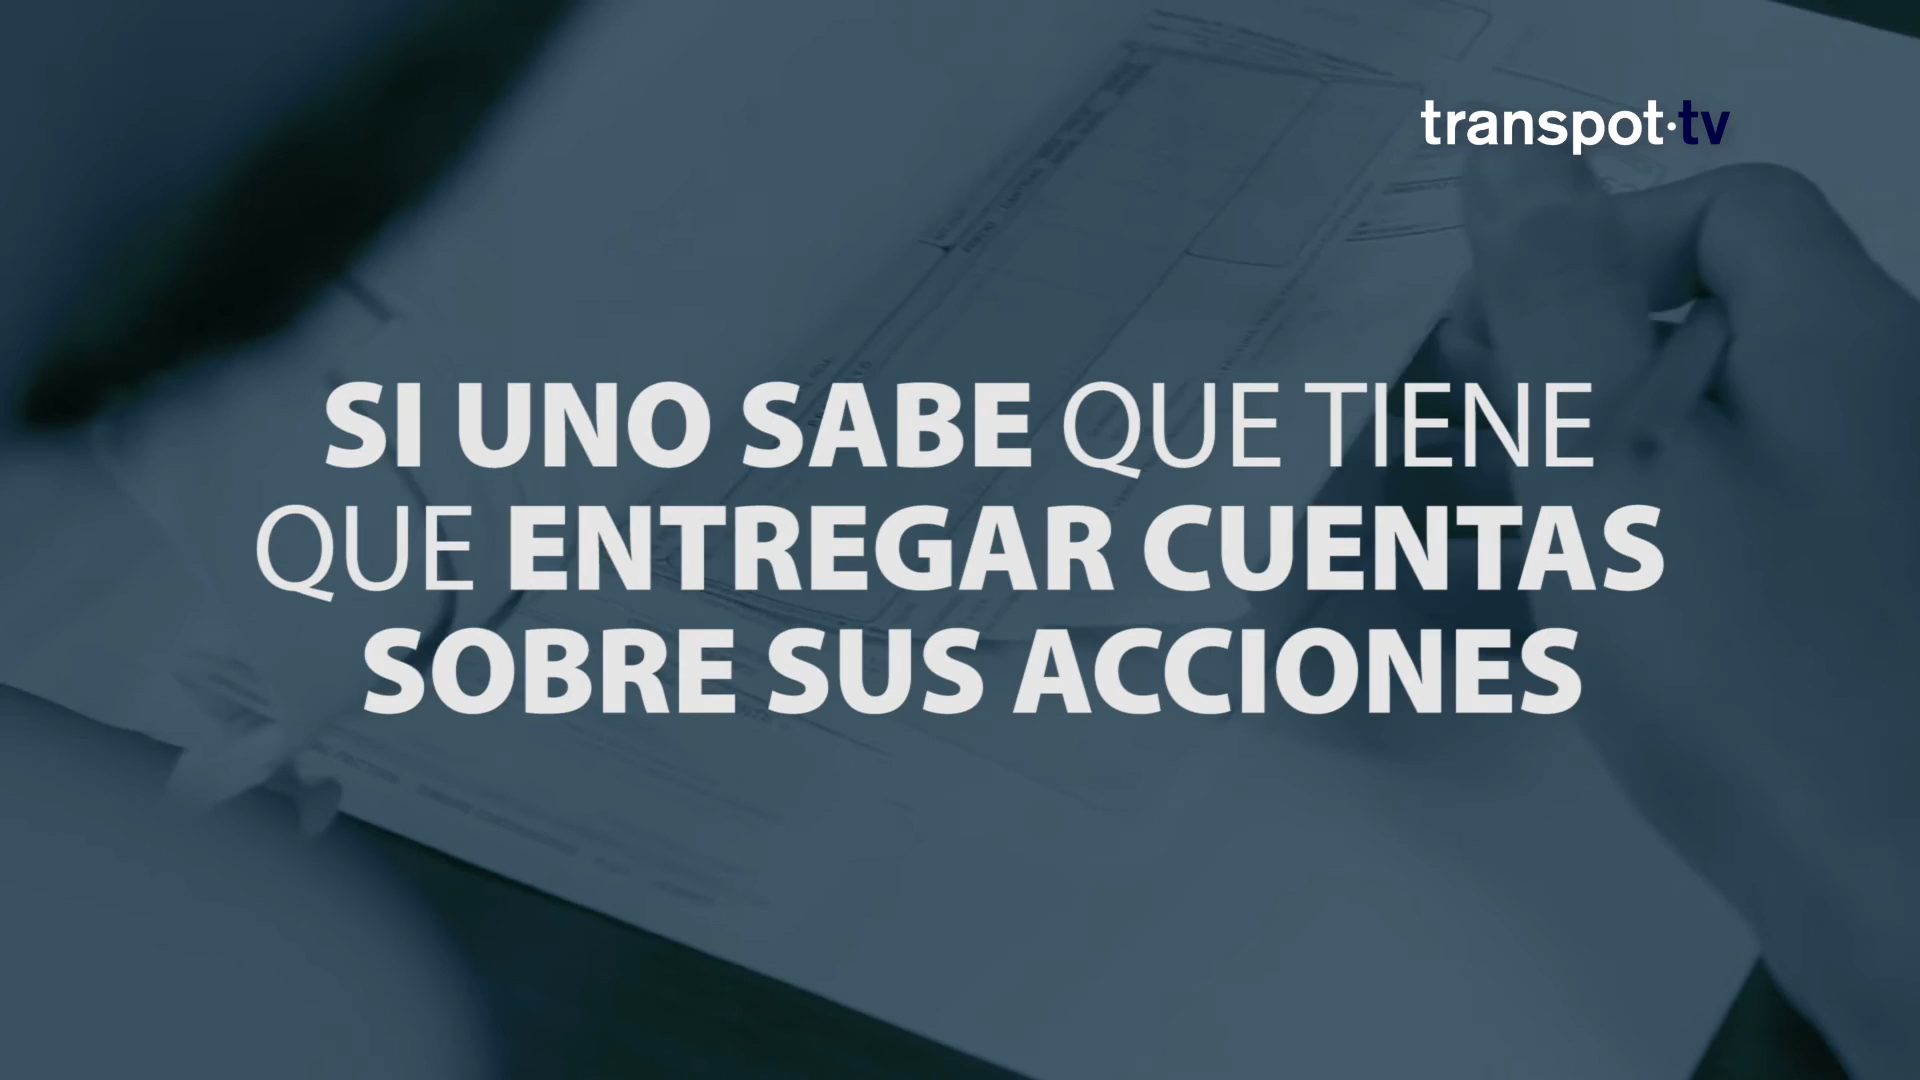 transpot·tv
SI UNO SABE QUE TIENE
QUE ENTREGAR CUENTAS
SOBRE SUS ACCIONES